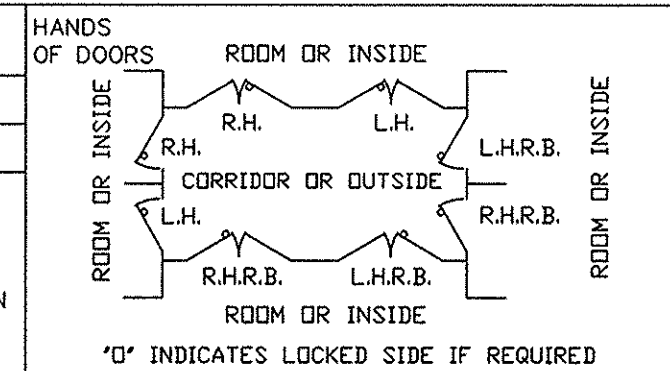 HANDS
OF DOORS
ROOM OR INSIDE
ROOM OR INSIDE
ROOM OR INSIDE
R.H.
L.H.
R.H.
L.H.R.B.
CORRIDOR OR OUTSIDE
L.H.
R.H.R.B.
R.H.R.B.
L.H.R.B.
ROOM OR INSIDE
"O" INDICATES LOCKED SIDE IF REQUIRED
N